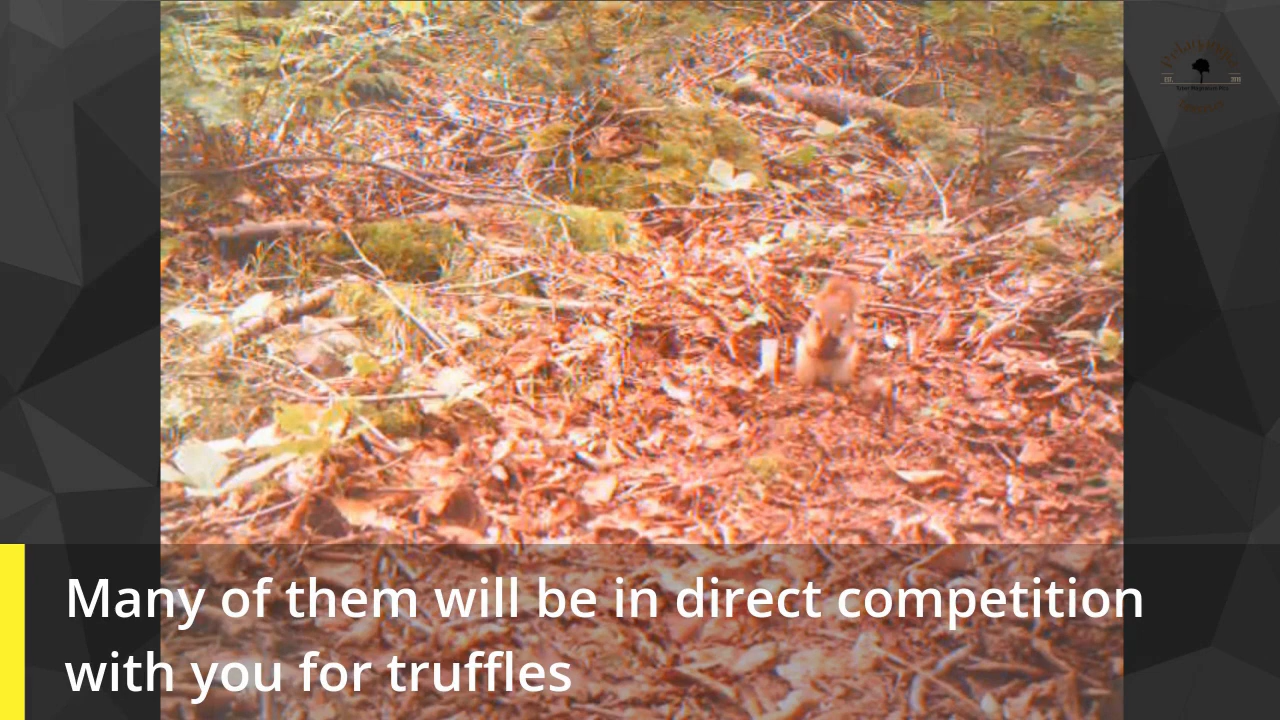 Many of them will be in direct competition
with you for truffles